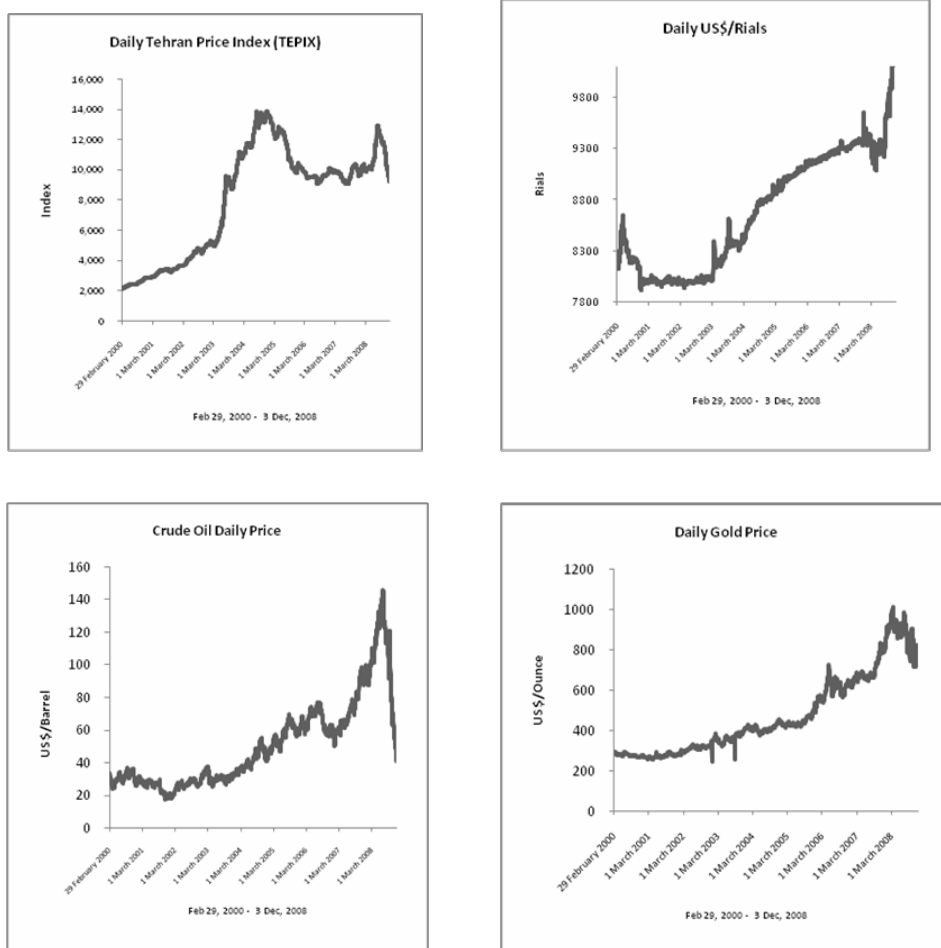 Daily Tehran Price Index (TEPIX)
16,000
14,000
12,000
10,000
8,000
6,000
4,000
2,000
0
Index
29 February 2000
1 March 2001
1 March 2002
1 March 2003
1 March 2004
1 March 2005
1 March 2006
1 March 2007
1 March 2008
Feb 29, 2000 - 3 Dec, 2008
Daily US$/Rials
9800
9300
8800
8300
7800
Rials
29 February 2000
1 March 2001
1 March 2002
1 March 2003
1 March 2004
1 March 2005
1 March 2006
1 March 2007
1 March 2008
Feb 29, 2000 - 3 Dec, 2008
Crude Oil Daily Price
160
140
120
100
80
60
40
20
0
US$/Barrel
29 February 2000
1 March 2001
1 March 2002
1 March 2003
1 March 2004
1 March 2005
1 March 2006
1 March 2007
1 March 2008
Feb 29, 2000 - 3 Dec, 2008
Daily Gold Price
1200
1000
800
600
400
200
0
US$/Ounce
29 February 2000
1 March 2001
1 March 2002
1 March 2003
1 March 2004
1 March 2005
1 March 2006
1 March 2007
1 March 2008
Feb 29, 2000 - 3 Dec, 2008